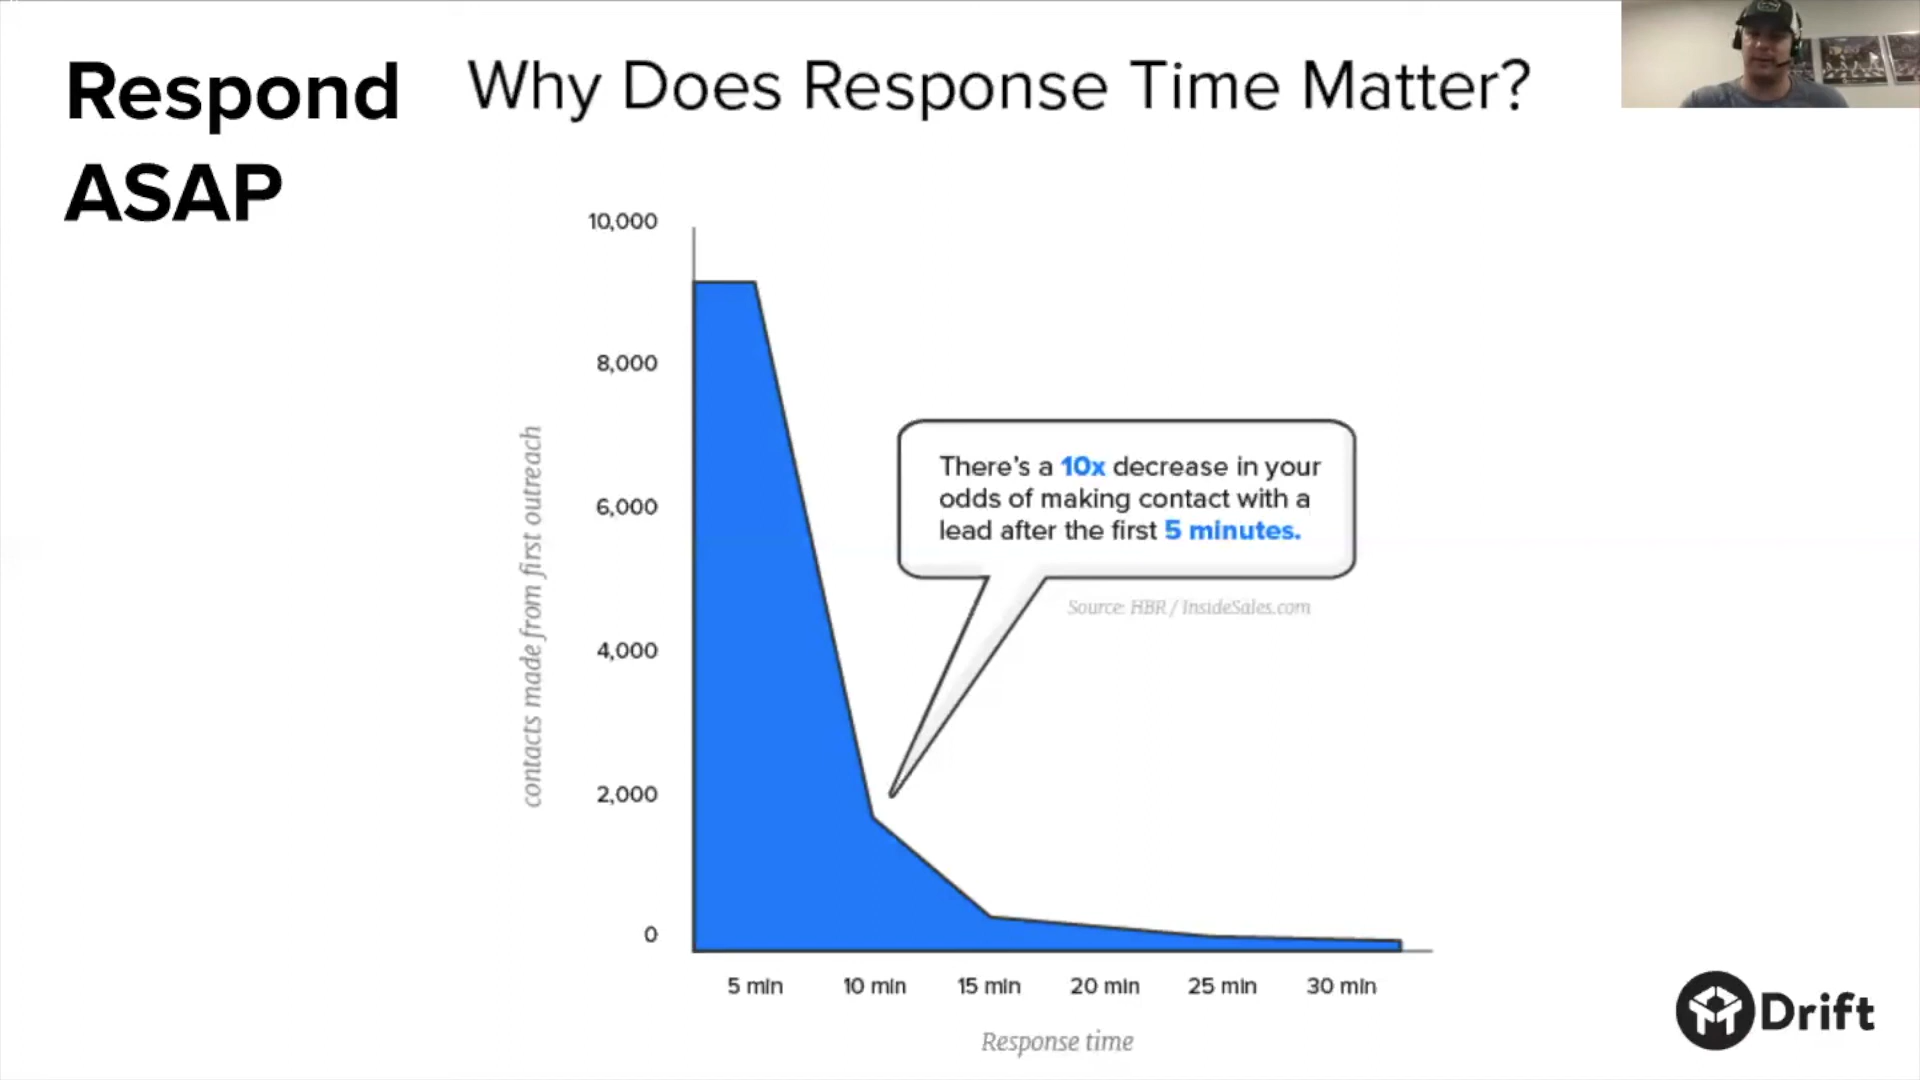 Respond
ASAP
Why Does Response Time Matter?
10,000
8,000
6,000
4,000
2,000
0
contacts made from first outreach
There's a 10x decrease in your
odds of making contact with a
lead after the first 5 minutes.
Source: HBR / InsideSales.com
5 min
10 min
15 min
20 min
25 min
30 min
Response time
Drift